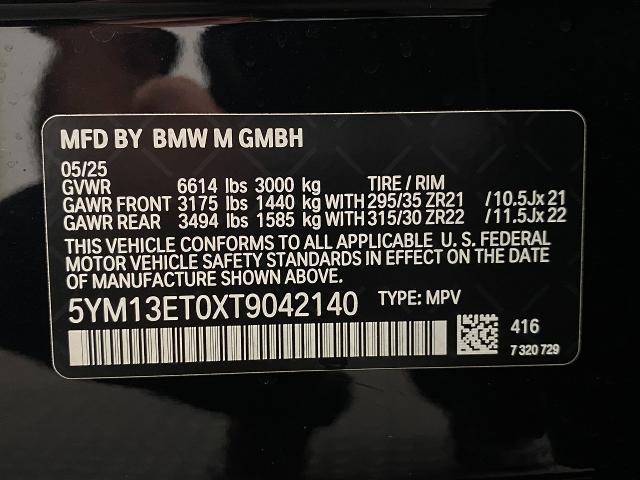 MFD BY BMW M GMBH
05/25
GVWR 6614 lbs 3000 kg TIRE / RIM
GAWR FRONT 3175 lbs 1440 kg WITH 295/35 ZR21 /10.5Jx 21
GAWR REAR 3494 lbs 1585 kg WITH 315/30 ZR22 /11.5Jx 22
THIS VEHICLE CONFORMS TO ALL APPLICABLE U. S. FEDERAL
MOTOR VEHICLE SAFETY STANDARDS IN EFFECT ON THE DATE
OF MANUFACTURE SHOWN ABOVE.
5YM13ET0XT9042140 TYPE: MPV
416
7 320 729